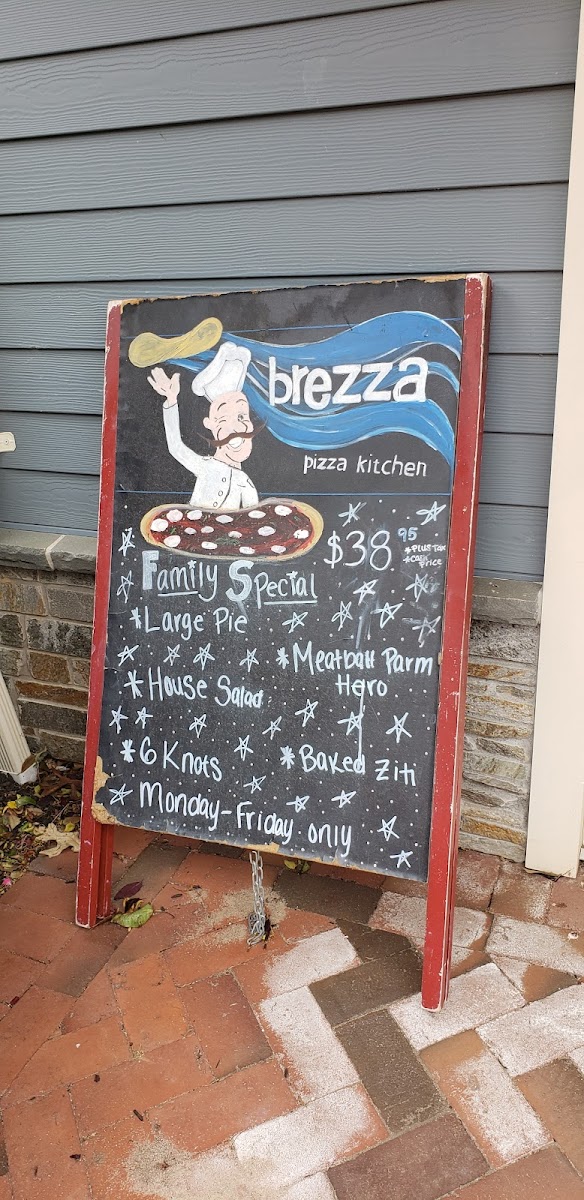 brezza
pizza kitchen
$38.95
*Plus Tax
*Cash Price
Family Special
*Large Pie
*Meatball Parm Hero
*House Salad
*6 Knots
*Baked Ziti
Monday-Friday only